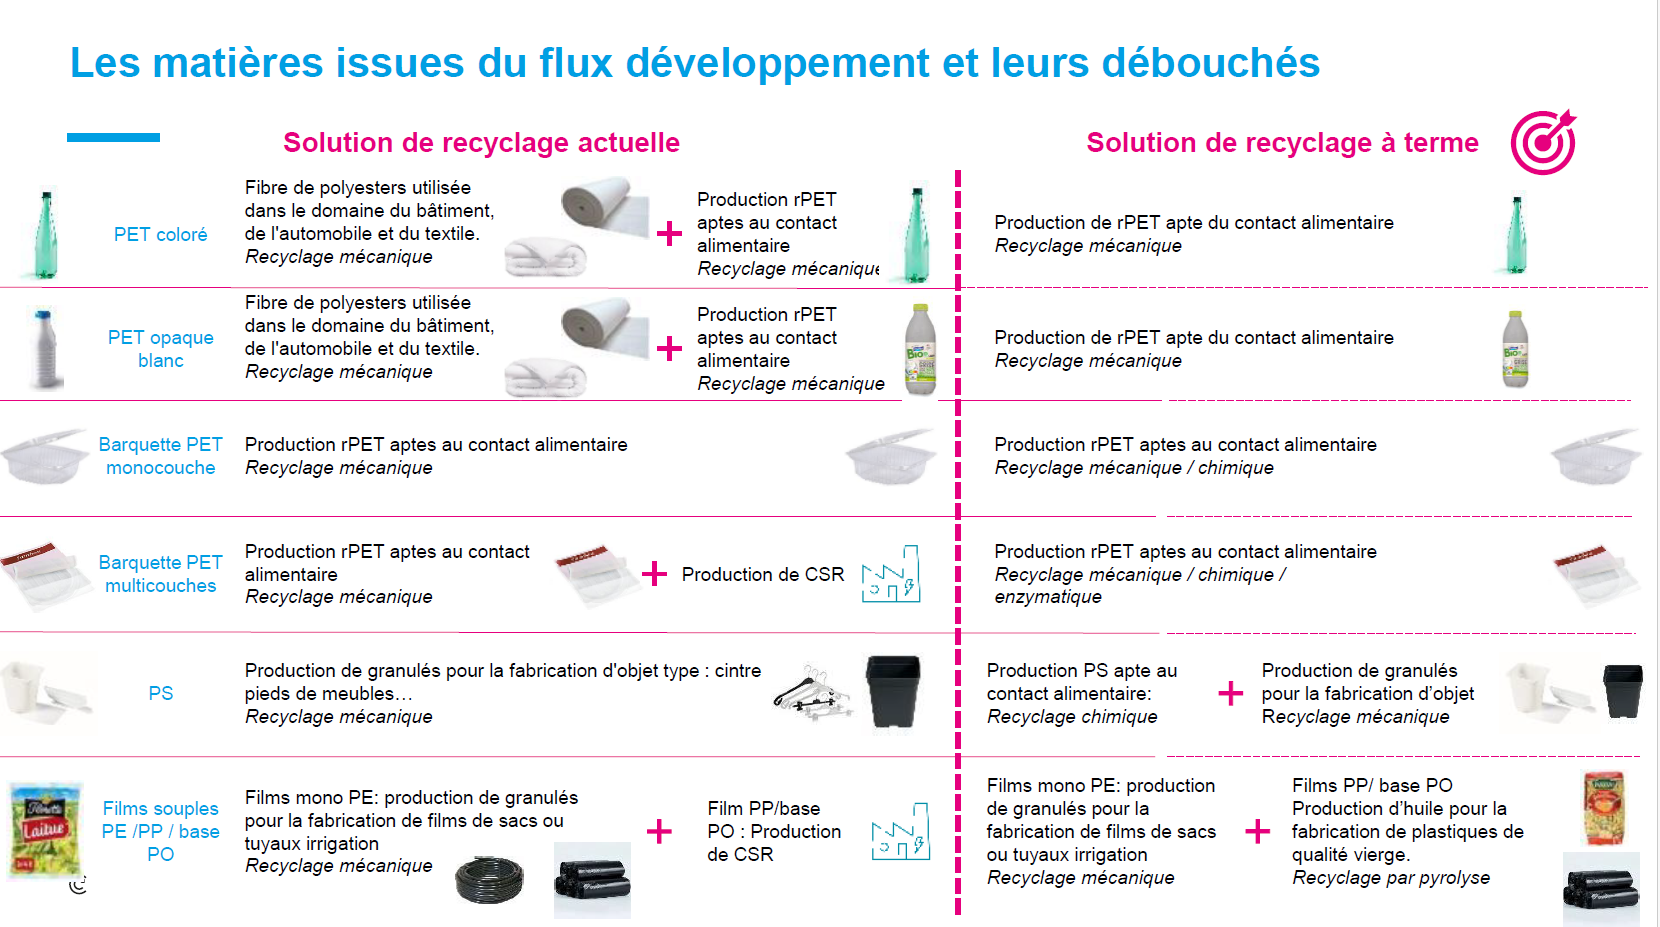 Les matières issues du flux développement et leurs débouchés
Solution de recyclage actuelle
Solution de recyclage à terme
PET coloré
Fibre de polyesters utilisée
dans le domaine du bâtiment,
de l'automobile et du textile.
Recyclage mécanique
+
Production rPET
aptes au contact
alimentaire
Recyclage mécanique
Production de rPET apte du contact alimentaire
Recyclage mécanique
PET opaque
blanc
Fibre de polyesters utilisée
dans le domaine du bâtiment,
de l'automobile et du textile.
Recyclage mécanique
+
Production rPET
aptes au contact
alimentaire
Recyclage mécanique
Bio
Production de rPET apte du contact alimentaire
Recyclage mécanique
Bio
Barquette PET
monocouche
Production rPET aptes au contact alimentaire
Recyclage mécanique
Production rPET aptes au contact alimentaire
Recyclage mécanique / chimique
Barquette PET
multicouches
Production rPET aptes au contact
alimentaire
Recyclage mécanique
+
Production de CSR
Production rPET aptes au contact alimentaire
Recyclage mécanique / chimique /
enzymatique
PS
Production de granulés pour la fabrication d'objet type : cintre
pieds de meubles…
Recyclage mécanique
Production PS apte au
contact alimentaire:
Recyclage chimique
+
Production de granulés
pour la fabrication d’objet
Recyclage mécanique
Florette
Laitue
Films souples
PE /PP / base
PO
Films mono PE: production de granulés
pour la fabrication de films de sacs ou
tuyaux irrigation
Recyclage mécanique
+
Film PP/base
PO : Production
de CSR
Films mono PE: production
de granulés pour la
fabrication de films de sacs
ou tuyaux irrigation
Recyclage mécanique
+
Films PP/ base PO
Production d’huile pour la
fabrication de plastiques de
qualité vierge.
Recyclage par pyrolyse